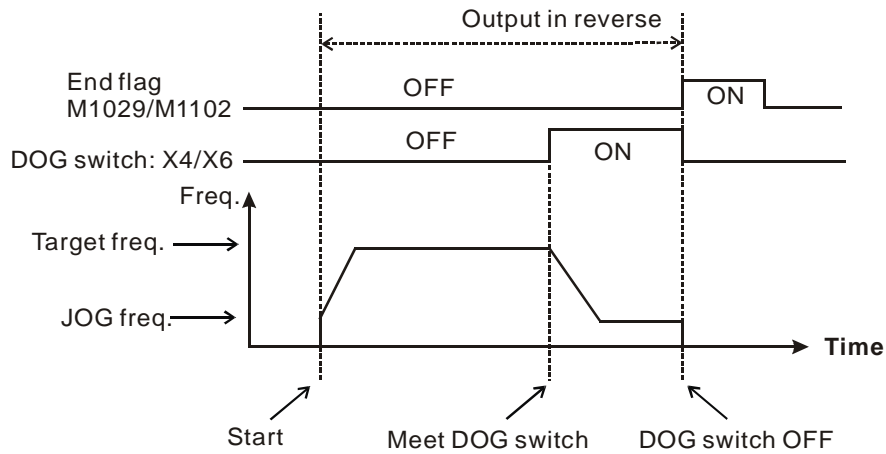 Output in reverse
End flag
M1029/M1102
OFF
ON
DOG switch: X4/X6
OFF
ON
Freq.
Target freq.
JOG freq.
Time
Start
Meet DOG switch
DOG switch OFF